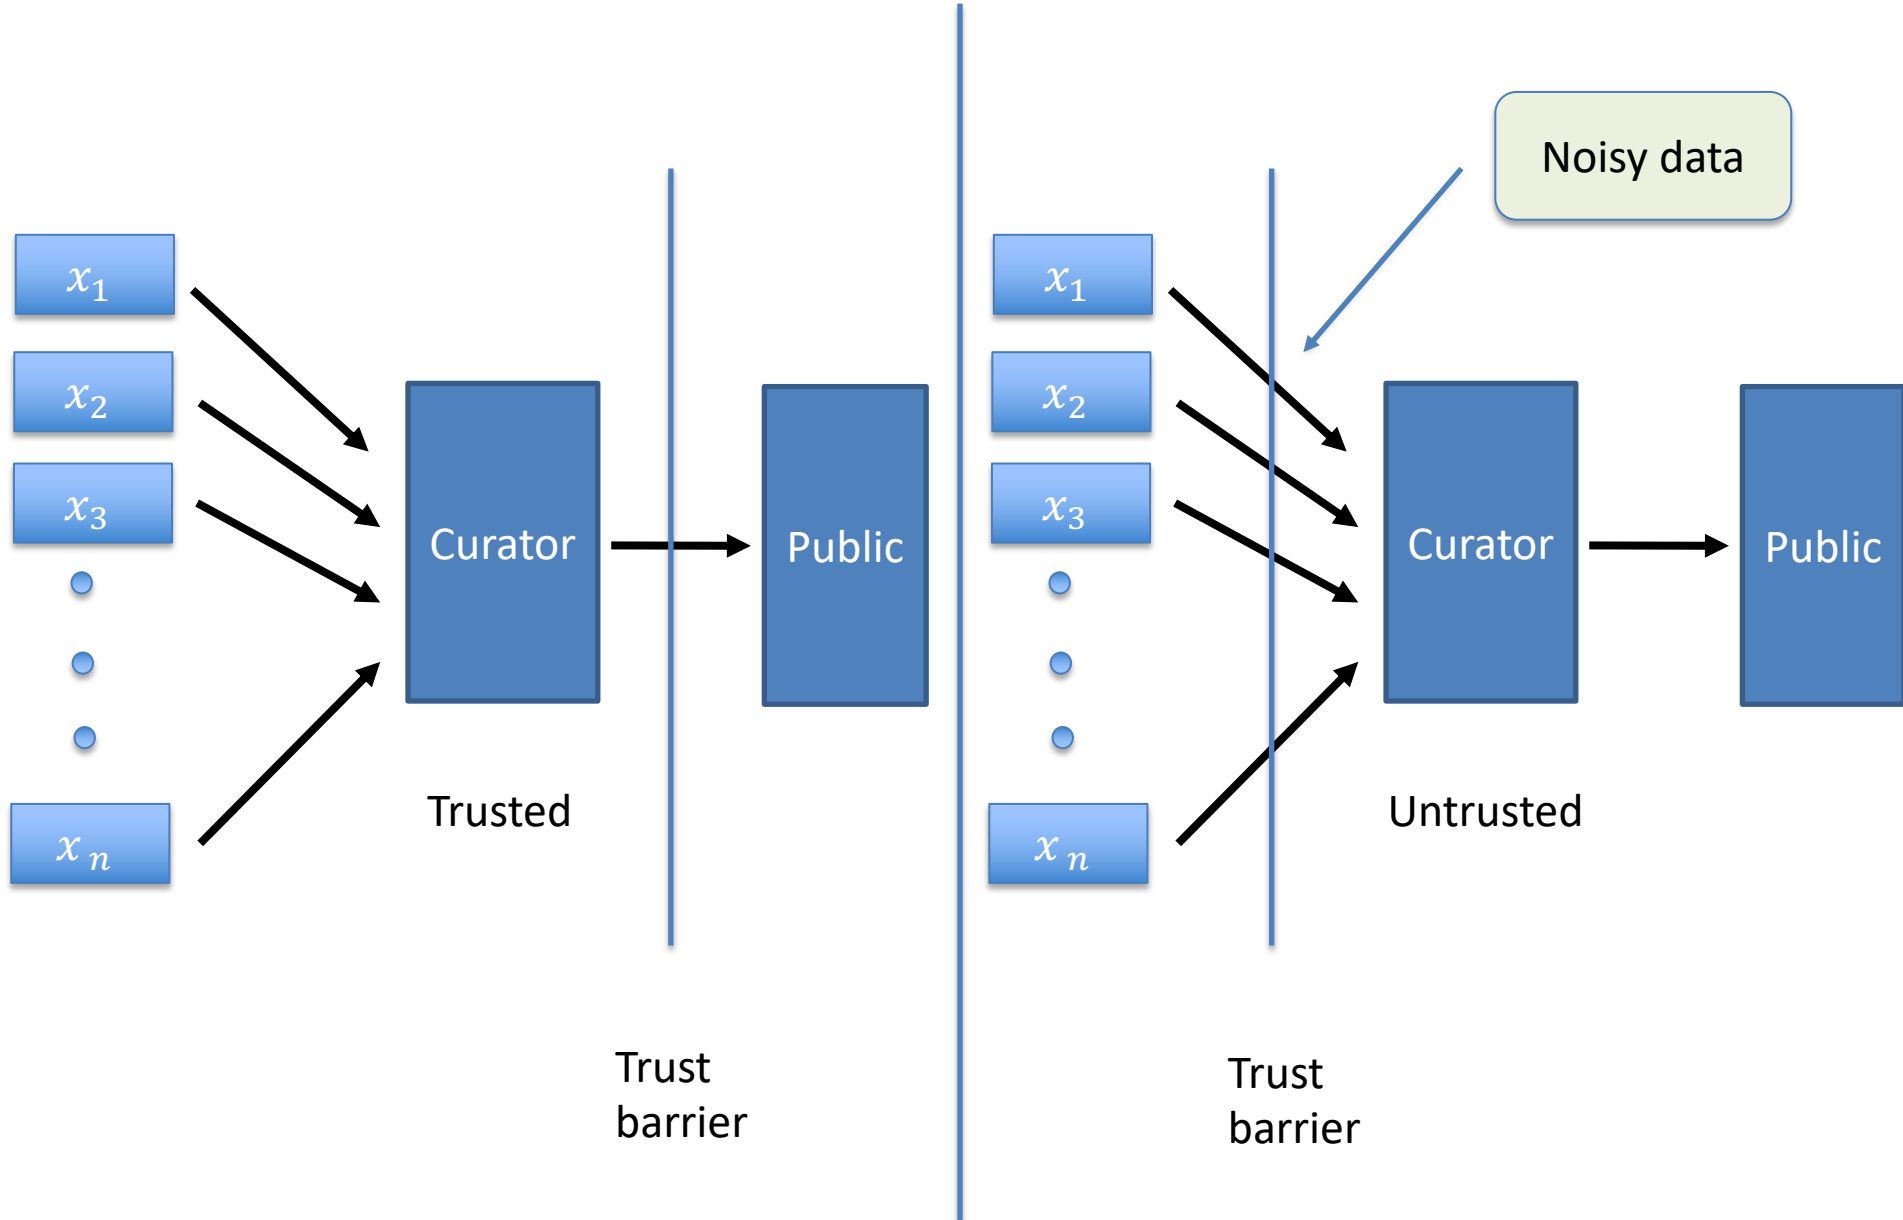 x₁
x₂
x₃
xₙ
Curator
Public
Trusted
Trust
barrier
Noisy data
x₁
x₂
x₃
xₙ
Curator
Public
Untrusted
Trust
barrier